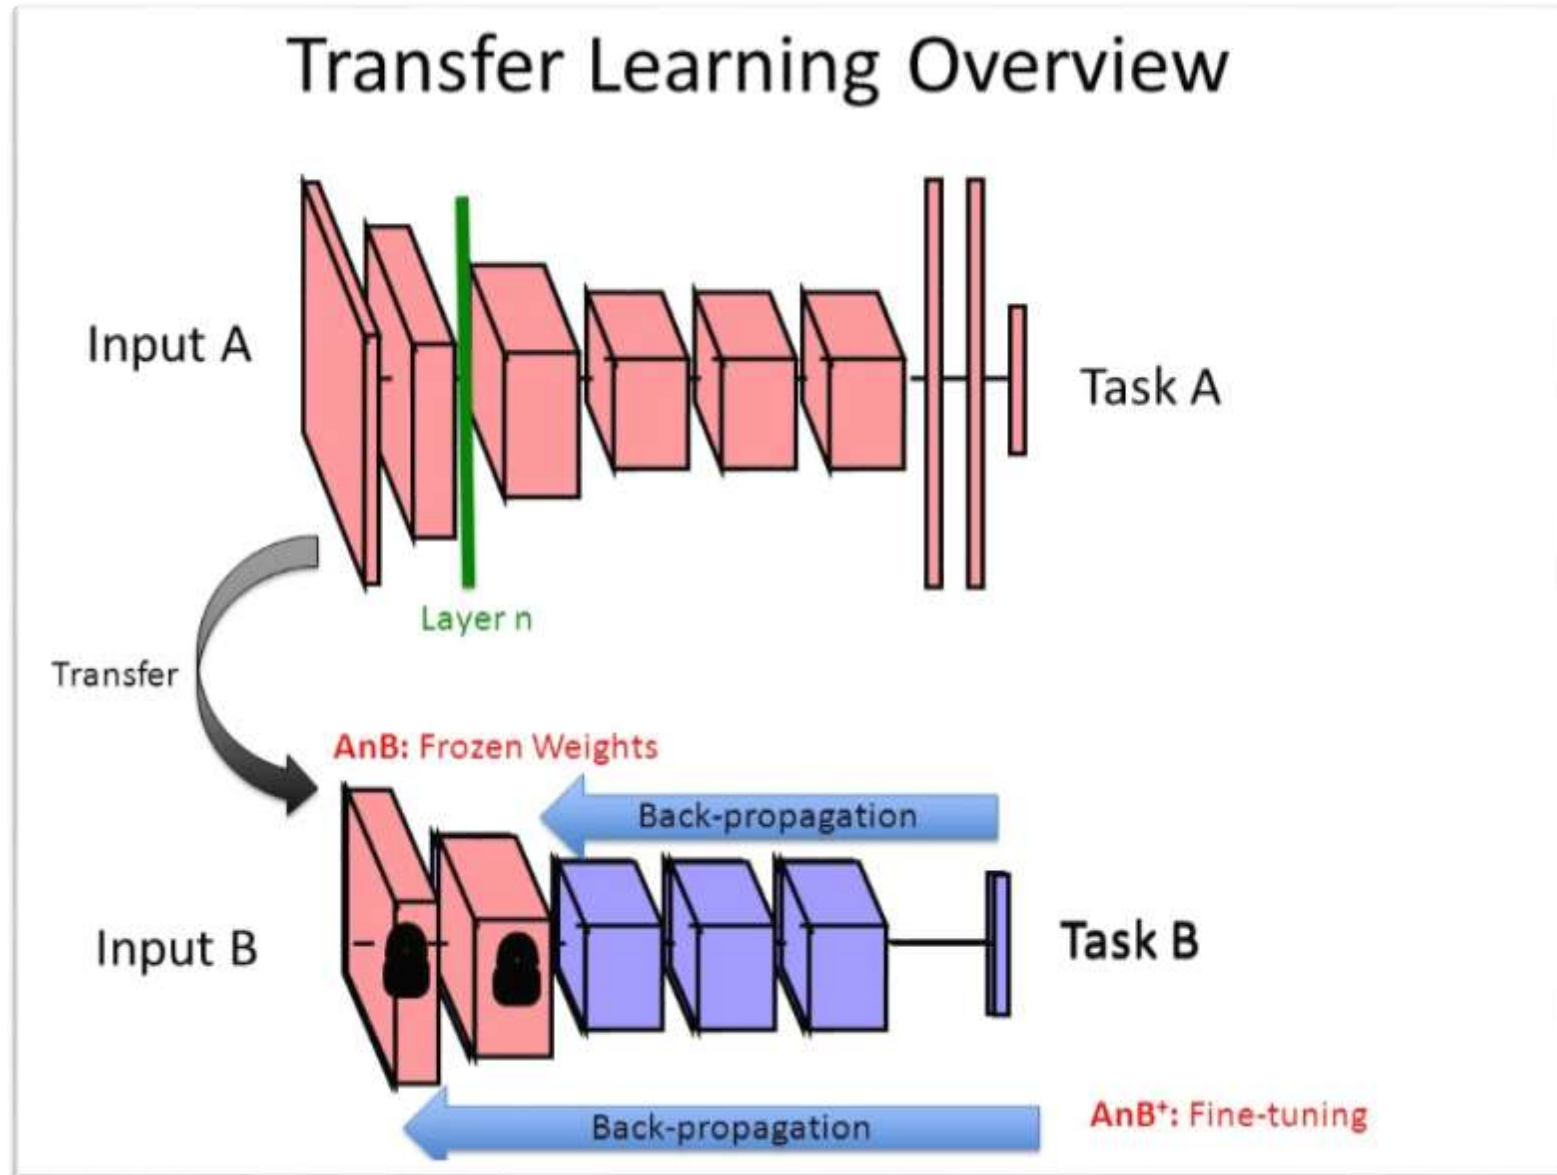 Transfer Learning Overview
Input A
Task A
Layer n
Transfer
AnB: Frozen Weights
Back-propagation
Input B
Task B
Back-propagation
AnB⁺: Fine-tuning